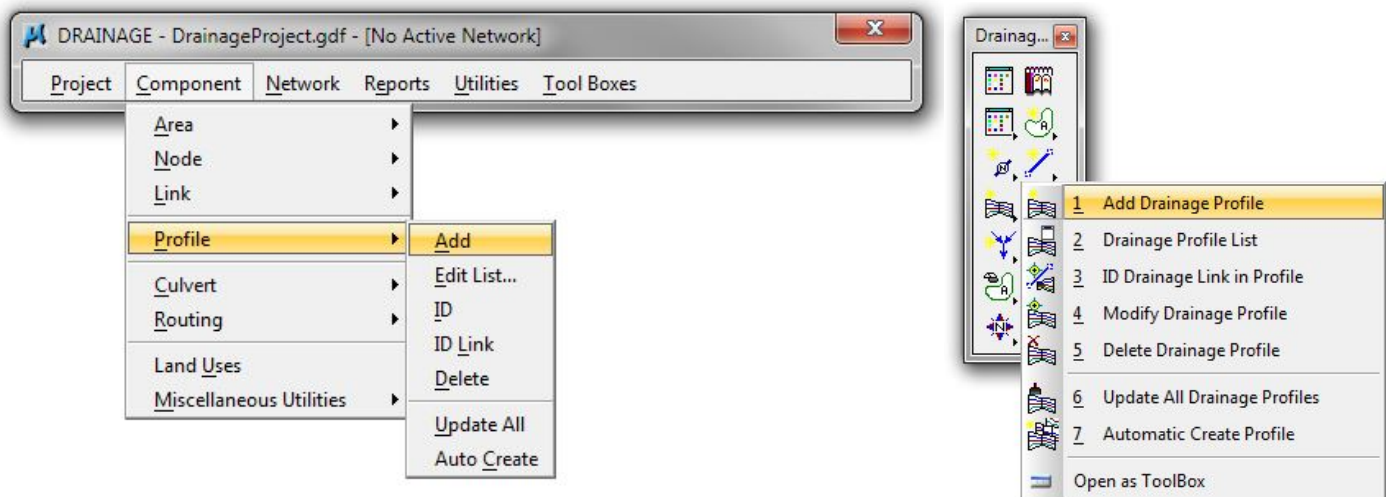 DRAINAGE - DrainageProject.gdf - [No Active Network]
Project Component Network Reports Utilities Tool Boxes
Area
Node
Link
Profile
Culvert
Routing
Land Uses
Miscellaneous Utilities
Add
Edit List...
ID
ID Link
Delete
Update All
Auto Create
Drainag...
1 Add Drainage Profile
2 Drainage Profile List
3 ID Drainage Link in Profile
4 Modify Drainage Profile
5 Delete Drainage Profile
6 Update All Drainage Profiles
7 Automatic Create Profile
Open as ToolBox